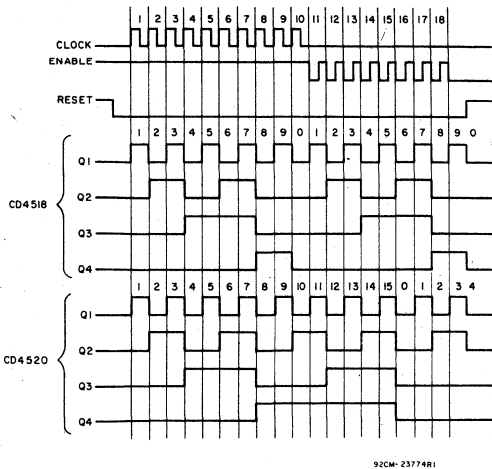 1 2 3 4 5 6 7 8 9 10 11 12 13 14 15 16 17 18
CLOCK
ENABLE
RESET
1 2 3 4 5 6 7 8 9 0 1 2 3 4 5 6 7 8 9 0
Q1
Q2
CD4518
Q3
Q4
1 2 3 4 5 6 7 8 9 10 11 12 13 14 15 0 1 2 3 4
Q1
Q2
CD4520
Q3
Q4
92CM-23774R1